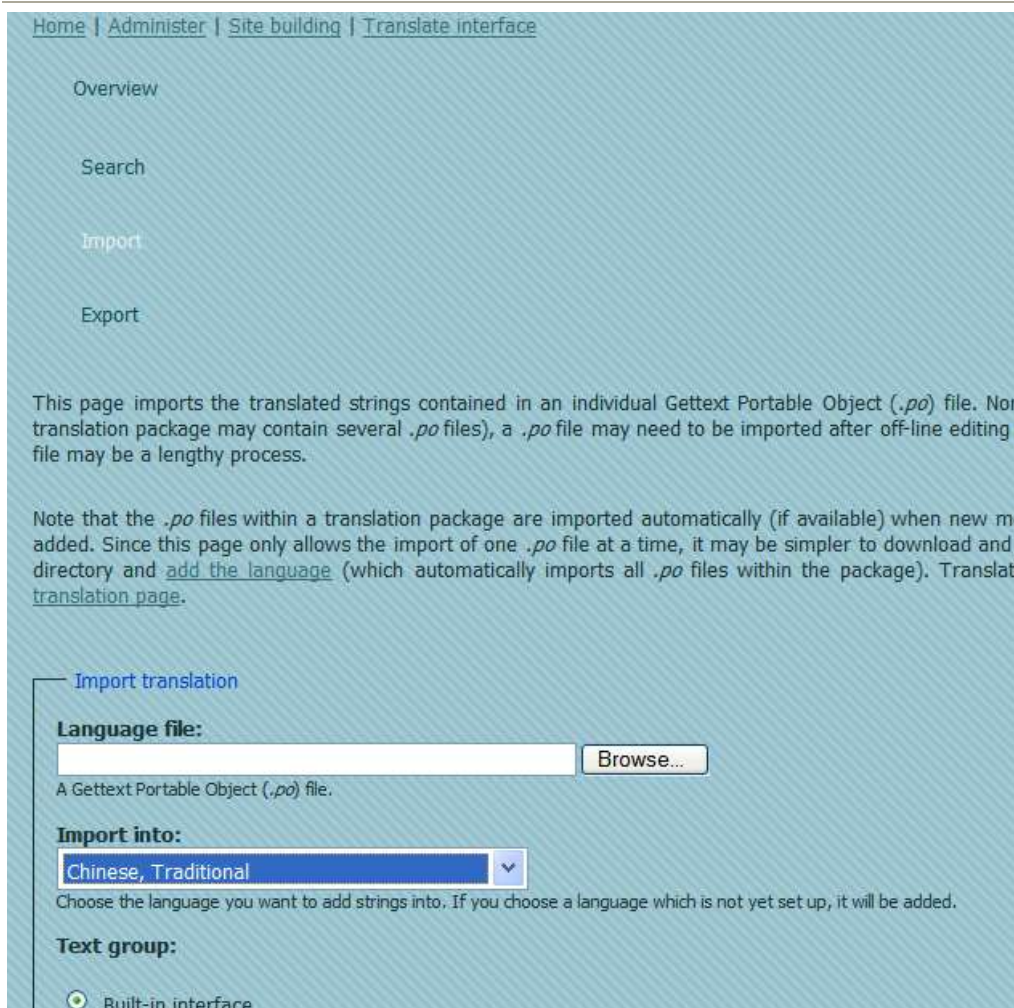 Home | Administer | Site building | Translate interface
Overview
Search
Import
Export
This page imports the translated strings contained in an individual Gettext Portable Object (.po) file.
translation package may contain several .po files), a .po file may need to be imported after off-line editing
file may be a lengthy process.
Note that the .po files within a translation package are imported automatically (if available) when new
added. Since this page only allows the import of one .po file at a time, it may be simpler to download and
directory and add the language (which automatically imports all .po files within the package).
translation page.
Import translation
Language file:
Browse...
A Gettext Portable Object (.po) file.
Import into:
Chinese, Traditional
Choose the language you want to add strings into. If you choose a language which is not yet set up, it will be added.
Text group:
Built-in interface